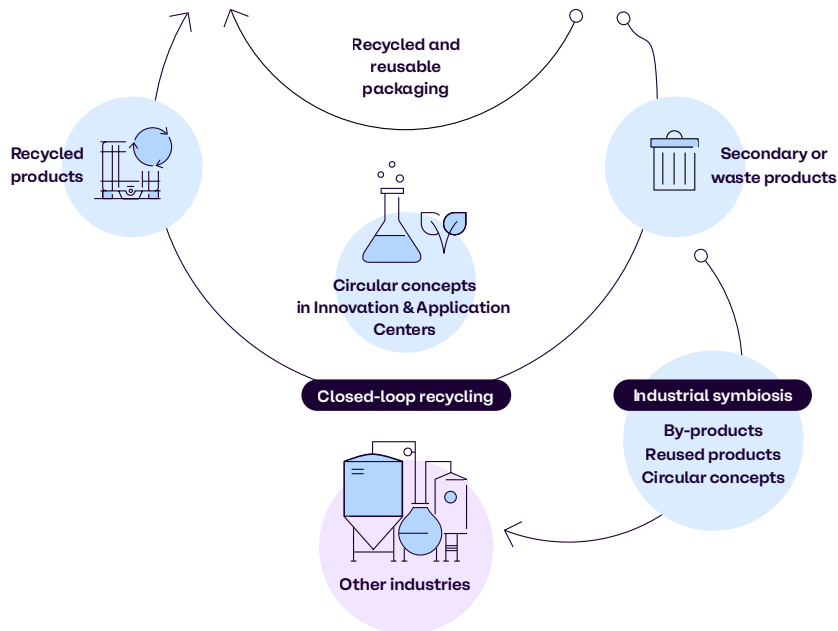 Recycled and
reusable
packaging
Recycled
products
Secondary or
waste products
Circular concepts
in Innovation & Application
Centers
Closed-loop recycling
Industrial symbiosis
By-products
Reused products
Circular concepts
Other industries